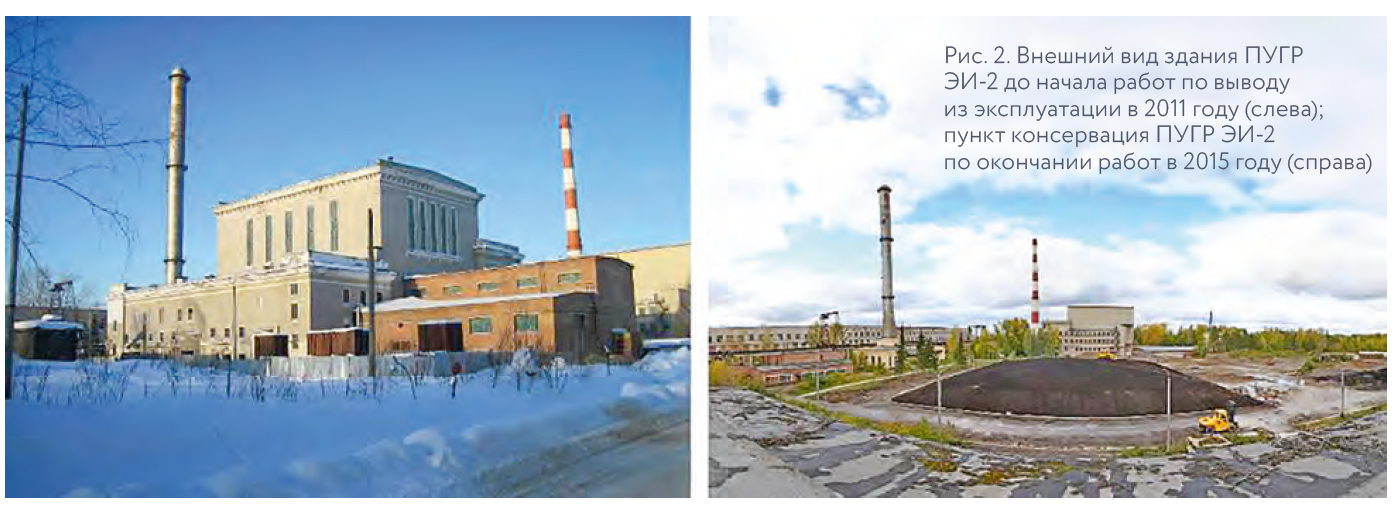 Рис. 2. Внешний вид здания ПУГР
ЭИ-2 до начала работ по выводу
из эксплуатации в 2011 году (слева);
пункт консервация ПУГР ЭИ-2
по окончании работ в 2015 году (справа)